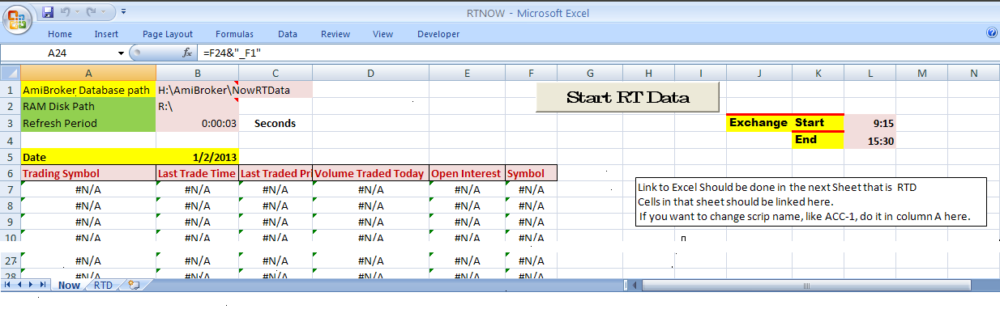 RTNOW - Microsoft Excel
Home Insert Page Layout Formulas Data Review View Developer
A24 fx =F24&"_F1"
A B C D E F G H I J K L M N
1 AmiBroker Database path H:\AmiBroker\NowRTData
Start RT Data
2 RAM Disk Path R:\
3 Refresh Period 0:00:03 Seconds Exchange Start 9:15
4 End 15:30
5 Date 1/2/2013
6 Trading Symbol Last Trade Time Last Traded Pri Volume Traded Today Open Interest Symbol
7 #N/A #N/A #N/A #N/A #N/A #N/A
8 #N/A #N/A #N/A #N/A #N/A #N/A
9 #N/A #N/A #N/A #N/A #N/A #N/A
10 #N/A #N/A #N/A #N/A #N/A #N/A
Link to Excel Should be done in the next Sheet that is RTD
Cells in that sheet should be linked here.
If you want to change scrip name, like ACC-1, do it in column A here.
27 #N/A #N/A #N/A #N/A #N/A #N/A
28 #N/A #N/A #N/A #N/A #N/A #N/A
Now RTD